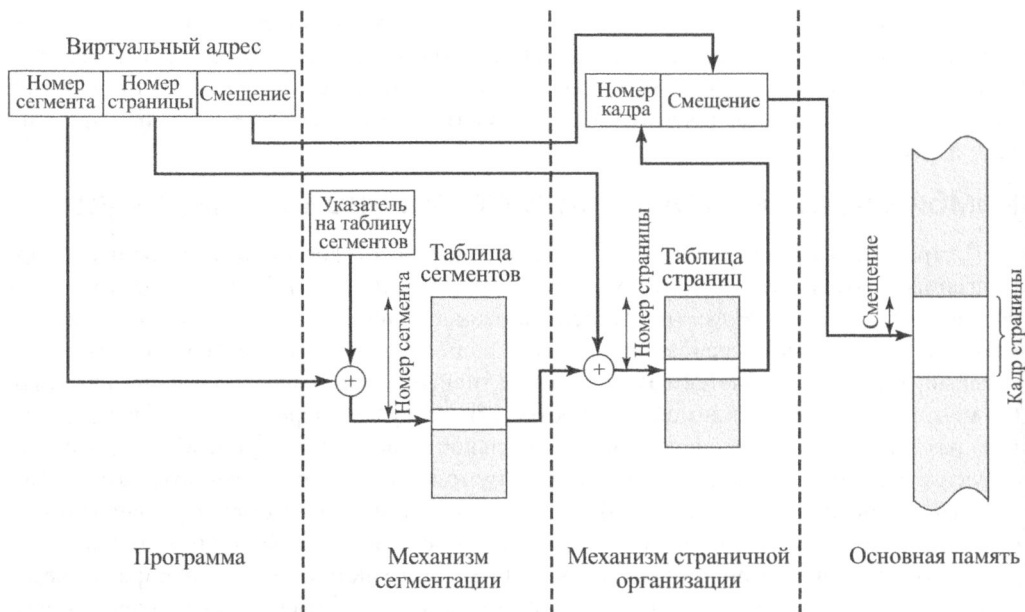 Виртуальный адрес
Номер
сегмента
Номер
страницы
Смещение
Номер
кадра
Смещение
Указатель
на таблицу
сегментов
Таблица
сегментов
Номер сегмента
+
Номер страницы
Таблица
страниц
+
Смещение
Кадр страницы
Программа
Механизм
сегментации
Механизм страничной
организации
Основная память